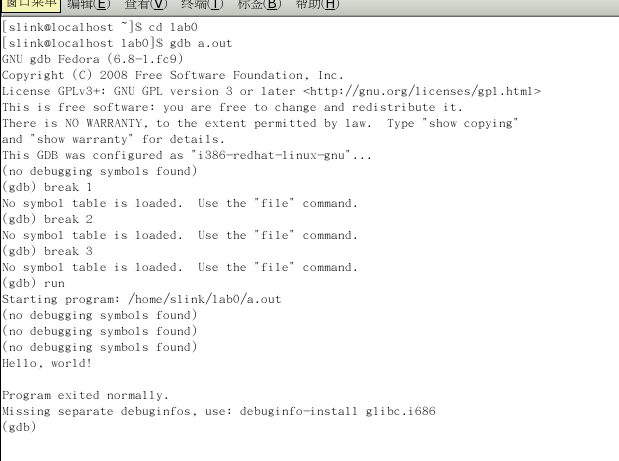 窗口菜单 编辑(E) 查看(V) 终端(T) 标签(B) 帮助(H)
[slink@localhost ~]$ cd lab0
[slink@localhost lab0]$ gdb a.out
GNU gdb Fedora (6.8-1.fc9)
Copyright (C) 2008 Free Software Foundation, Inc.
License GPLv3+: GNU GPL version 3 or later <http://gnu.org/licenses/gpl.html>
This is free software: you are free to change and redistribute it.
There is NO WARRANTY, to the extent permitted by law.  Type "show copying"
and "show warranty" for details.
This GDB was configured as "i386-redhat-linux-gnu"...
(no debugging symbols found)
(gdb) break 1
No symbol table is loaded.  Use the "file" command.
(gdb) break 2
No symbol table is loaded.  Use the "file" command.
(gdb) break 3
No symbol table is loaded.  Use the "file" command.
(gdb) run
Starting program: /home/slink/lab0/a.out
(no debugging symbols found)
(no debugging symbols found)
(no debugging symbols found)
Hello, world!
Program exited normally.
Missing separate debuginfos, use: debuginfo-install glibc.i686
(gdb)